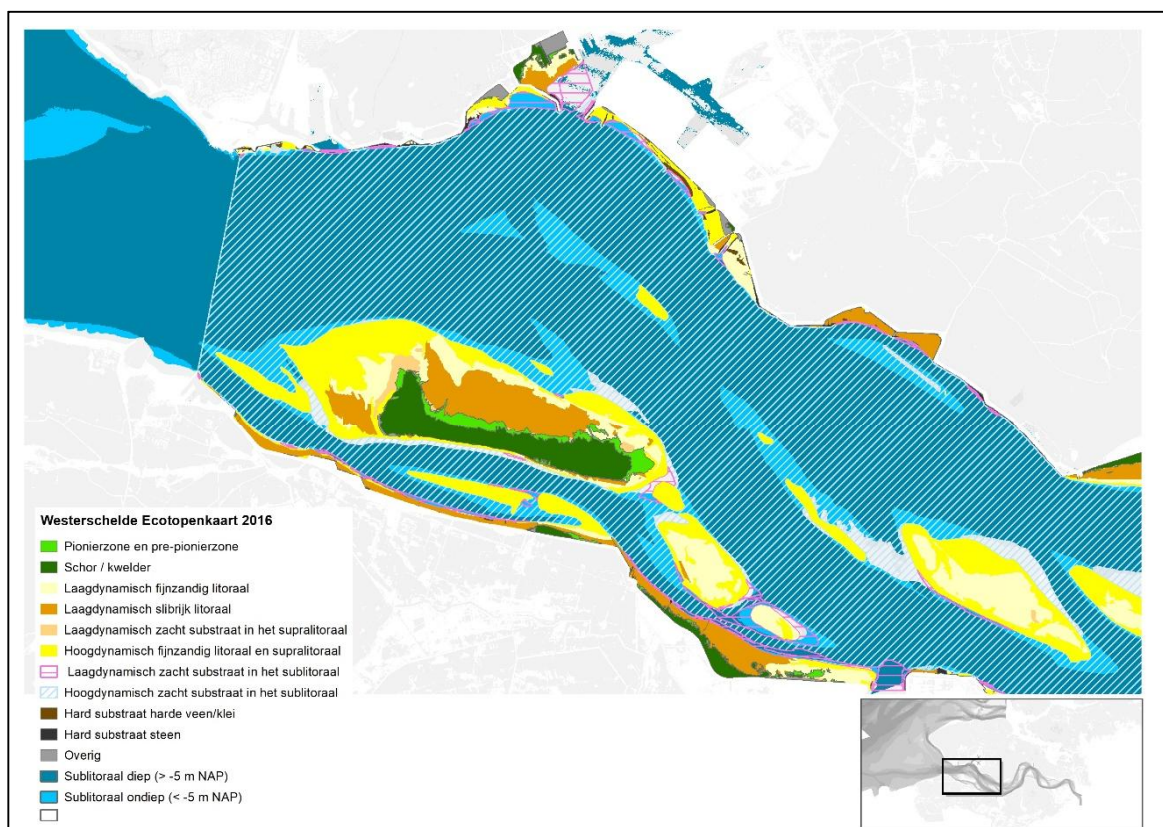 Westerschelde Ecotopenkaart 2016
Pionierzone en pre-pionierzone
Schor / kwelder
Laagdynamisch fijnzandig litoraal
Laagdynamisch slibrijk litoraal
Laagdynamisch zacht substraat in het supralitoraal
Hoogdynamisch fijnzandig litoraal en supralitoraal
Laagdynamisch zacht substraat in het sublitoraal
Hoogdynamisch zacht substraat in het sublitoraal
Hard substraat harde veen/klei
Hard substraat steen
Overig
Sublitoraal diep (> -5 m NAP)
Sublitoraal ondiep (< -5 m NAP)